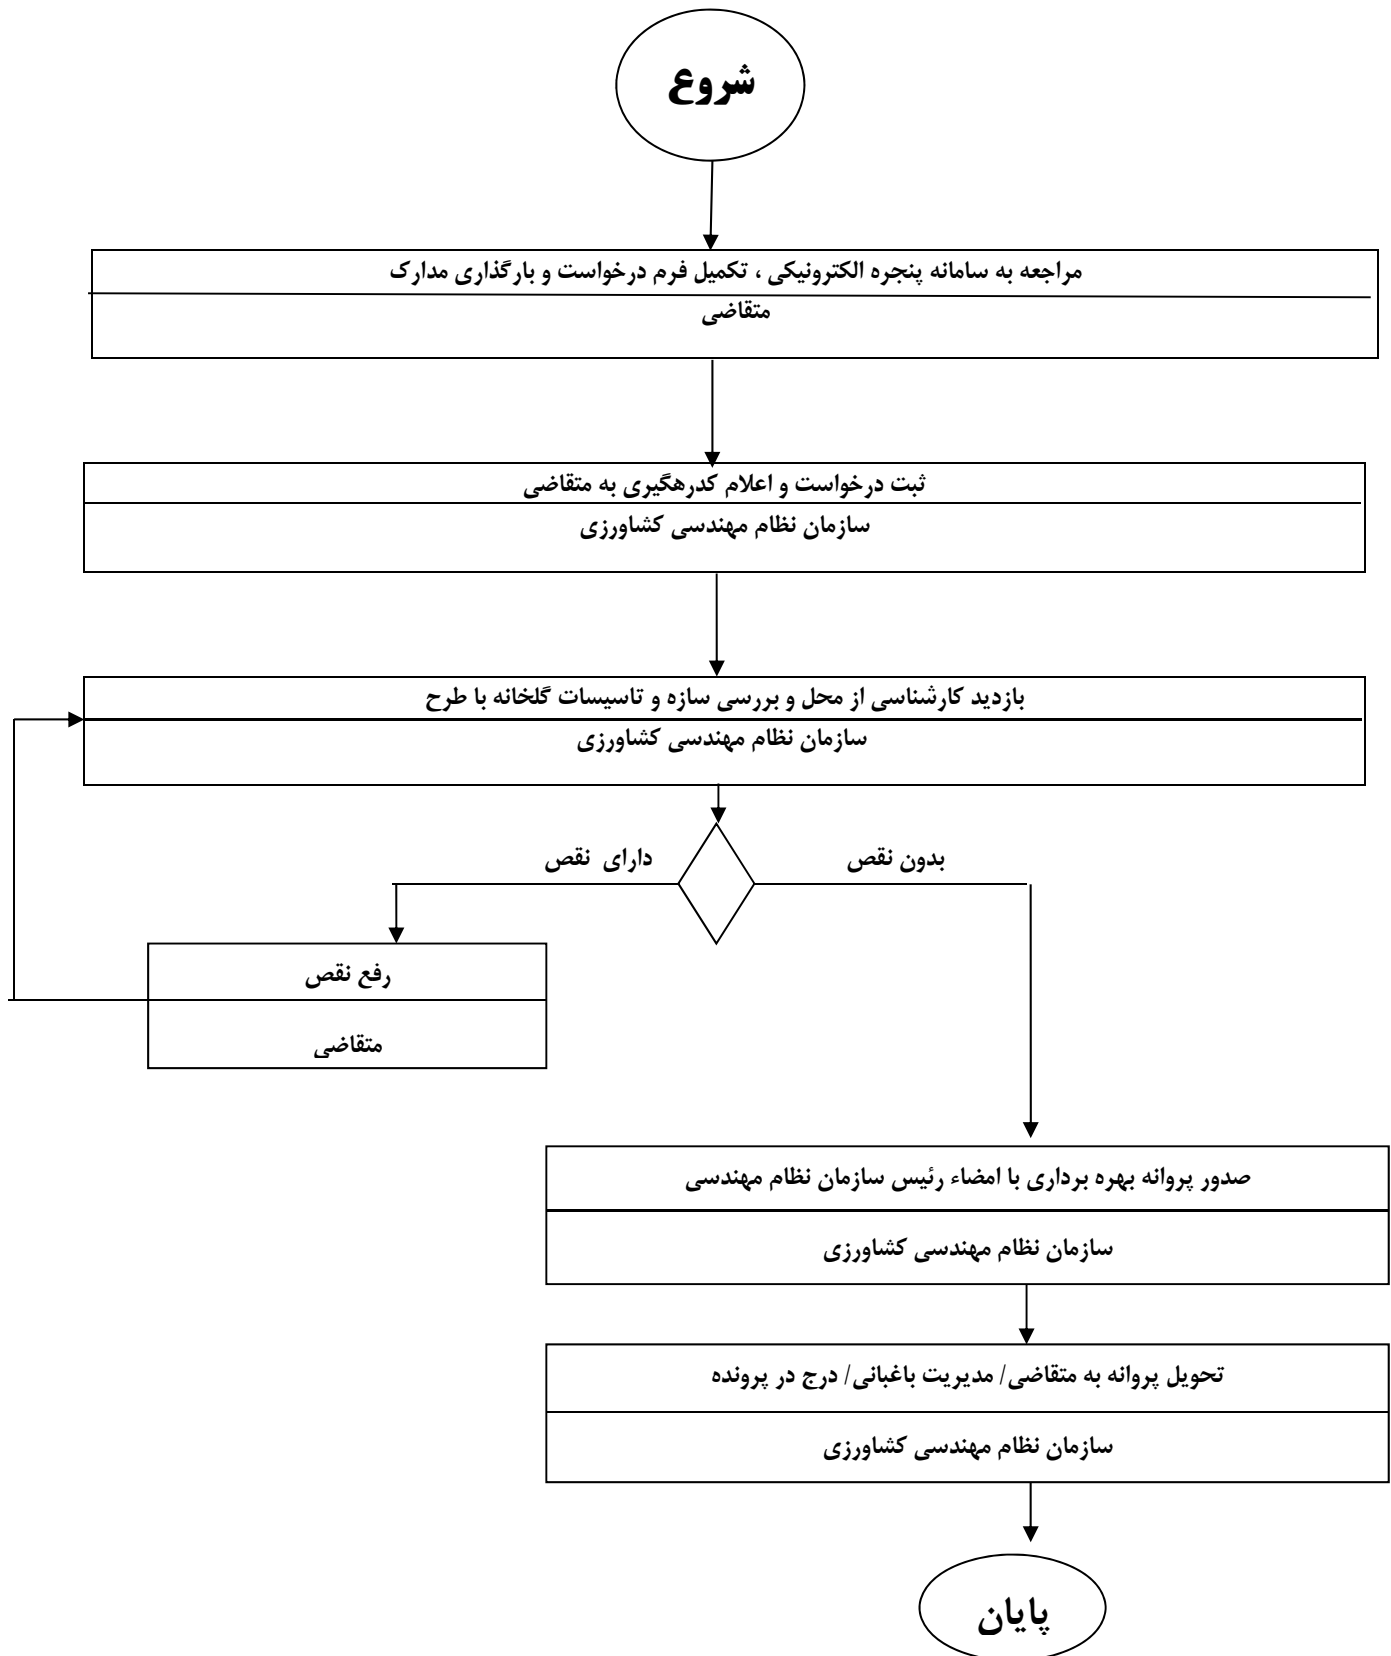 شروع
مراجعه به سامانه پنجره الکترونیکی ، تکمیل فرم درخواست و بارگذاری مدارک
متقاضی
ثبت درخواست و اعلام کدرهگیری به متقاضی
سازمان نظام مهندسی کشاورزی
بازدید کارشناسی از محل و بررسی سازه و تاسیسات گلخانه با طرح
سازمان نظام مهندسی کشاورزی
بدون نقص
دارای نقص
رفع نقص
متقاضی
صدور پروانه بهره برداری با امضاء رئیس سازمان نظام مهندسی
سازمان نظام مهندسی کشاورزی
تحویل پروانه به متقاضی/ مدیریت باغبانی/ درج در پرونده
سازمان نظام مهندسی کشاورزی
پایان